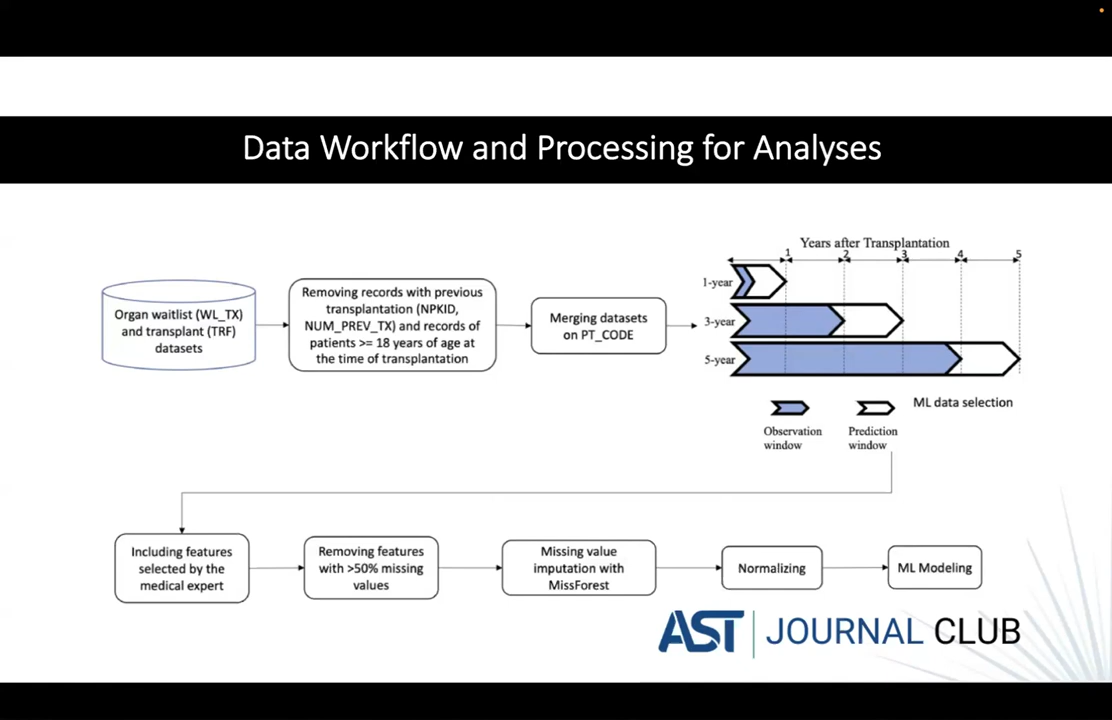 Data Workflow and Processing for Analyses
Organ waitlist (WL_TX)
and transplant (TRF)
datasets
Removing records with previous
transplantation (NPKID,
NUM_PREV_TX) and records of
patients >= 18 years of age at
the time of transplantation
Merging datasets
on PT_CODE
Years after Transplantation
1 2 3 4 5
1-year
3-year
5-year
Observation
window
Prediction
window
ML data selection
Including features
selected by the
medical expert
Removing features
with >50% missing
values
Missing value
imputation with
MissForest
Normalizing
ML Modeling
AST JOURNAL CLUB